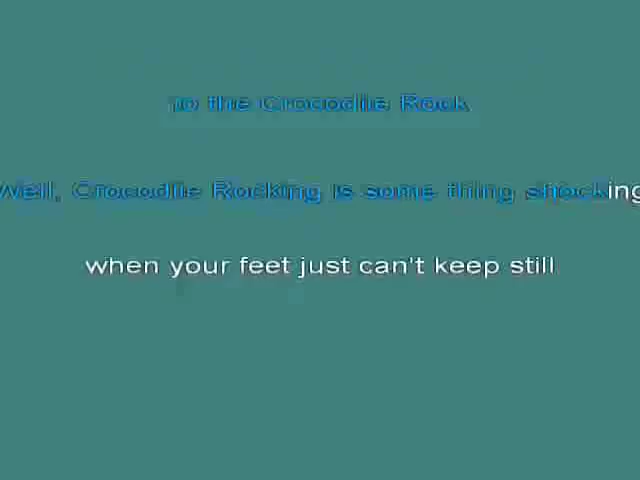 to the Crocodile Rock
Well, Crocodile Rocking is some thing shocking
when your feet just can't keep still